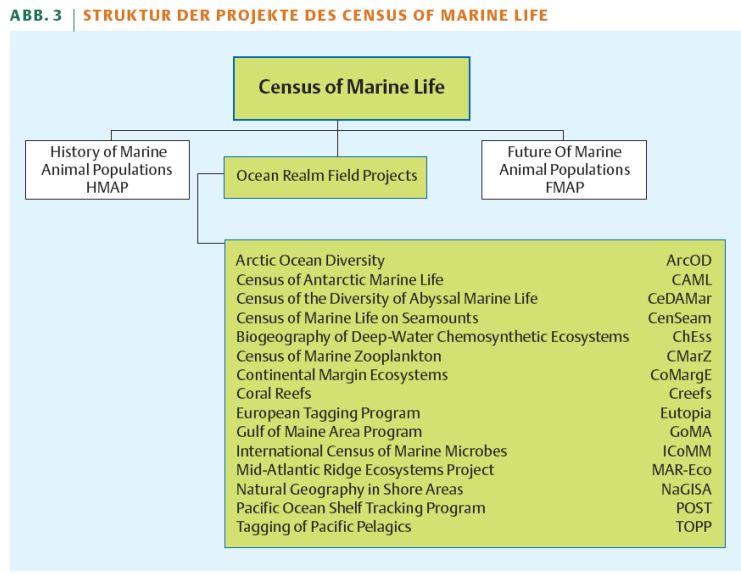 ABB. 3 STRUKTUR DER PROJEKTE DES CENSUS OF MARINE LIFE
Census of Marine Life
History of Marine
Animal Populations
HMAP
Ocean Realm Field Projects
Future Of Marine
Animal Populations
FMAP
Arctic Ocean Diversity ArcOD
Census of Antarctic Marine Life CAML
Census of the Diversity of Abyssal Marine Life CeDAMar
Census of Marine Life on Seamounts CenSeam
Biogeography of Deep-Water Chemosynthetic Ecosystems ChEss
Census of Marine Zooplankton CMarZ
Continental Margin Ecosystems CoMargE
Coral Reefs Creefs
European Tagging Program Eutopia
Gulf of Maine Area Program GoMA
International Census of Marine Microbes ICoMM
Mid-Atlantic Ridge Ecosystems Project MAR-Eco
Natural Geography in Shore Areas NaGISA
Pacific Ocean Shelf Tracking Program POST
Tagging of Pacific Pelagics TOPP